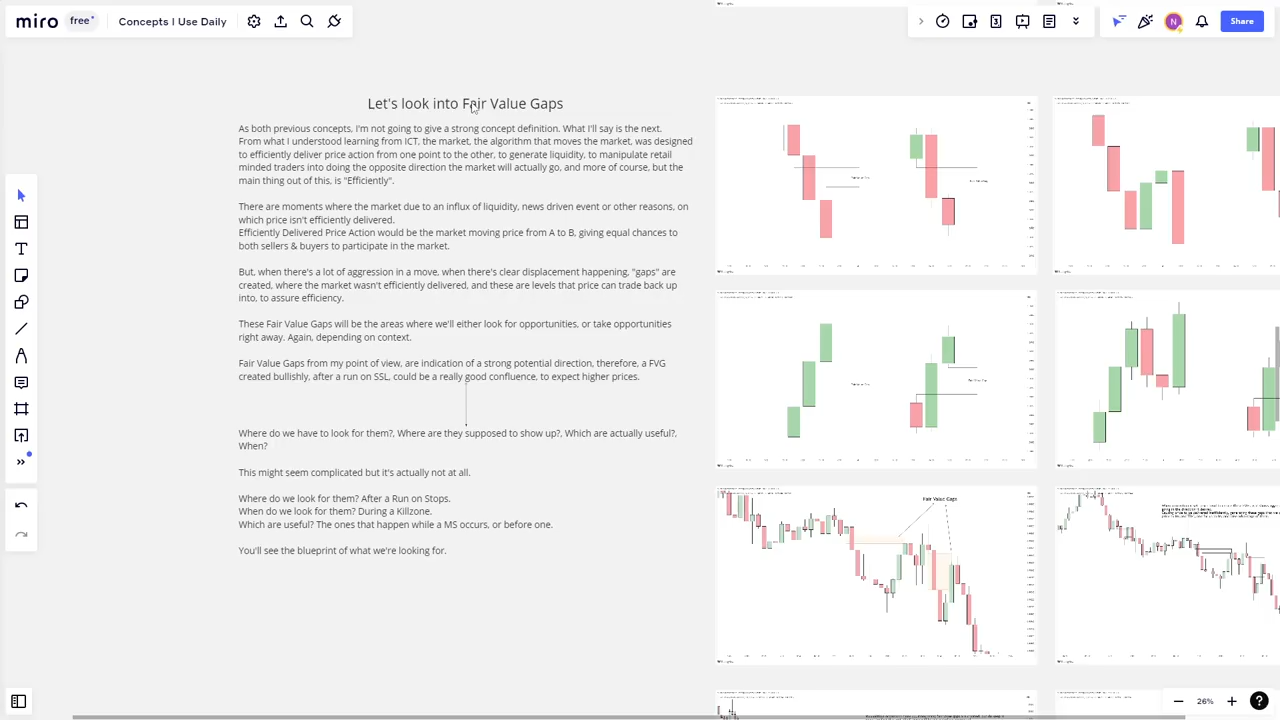 miro
free
Concepts I Use Daily
3
N
Share
Let's look into Fair Value Gaps
As both previous concepts, I'm not going to give a strong concept definition. What I'll say is the next.
From what I understood learning from ICT, the market, the algorithm that moves the market, was designed
to efficiently deliver price action from one point to the other, to generate liquidity, to manipulate retail
minded traders into going the opposite direction the market will actually go, and more of course, but the
main thing out of this, is "Efficiently".
There are moments where the market due to an influx of liquidity, news driven event or other reasons, on
which price isn't efficiently delivered.
Efficiently Delivered Price Action would be the market moving price from A to B, giving equal chances to
both sellers & buyers to participate in the market.
But, when there's a lot of aggression in a move, when there's clear displacement happening, "gaps" are
created, where the market wasn't efficiently delivered, and these are levels that price can trade back up
into, to assure efficiency.
These Fair Value Gaps will be the areas where we'll either look for opportunities, or take opportunities
right away. Again, depending on context.
Fair Value Gaps from my point of view, are indication of a strong potential direction, therefore, a FVG
created bullishly, after a run on SSL, could be a really good confluence, to expect higher prices.
Where do we have to look for them?, Where are they supposed to show up?, Which are actually useful?,
When?
This might seem complicated but it's actually not at all.
Where do we look for them? After a Run on Stops.
When do we look for them? During a Killzone.
Which are useful? The ones that happen while a MS occurs, or before one.
You'll see the blueprint of what we're looking for.
Fair Value Gaps
26%